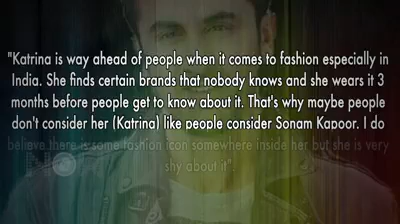 "Katrina is way ahead of people when it comes to fashion especially in
India. She finds certain brands that nobody knows and she wears it 3
months before people get to know about it. That's why maybe people
don't consider her (Katrina) like people consider Sonam Kapoor. I do
believe there is some fashion icon somewhere inside her but she is very
shy about it".